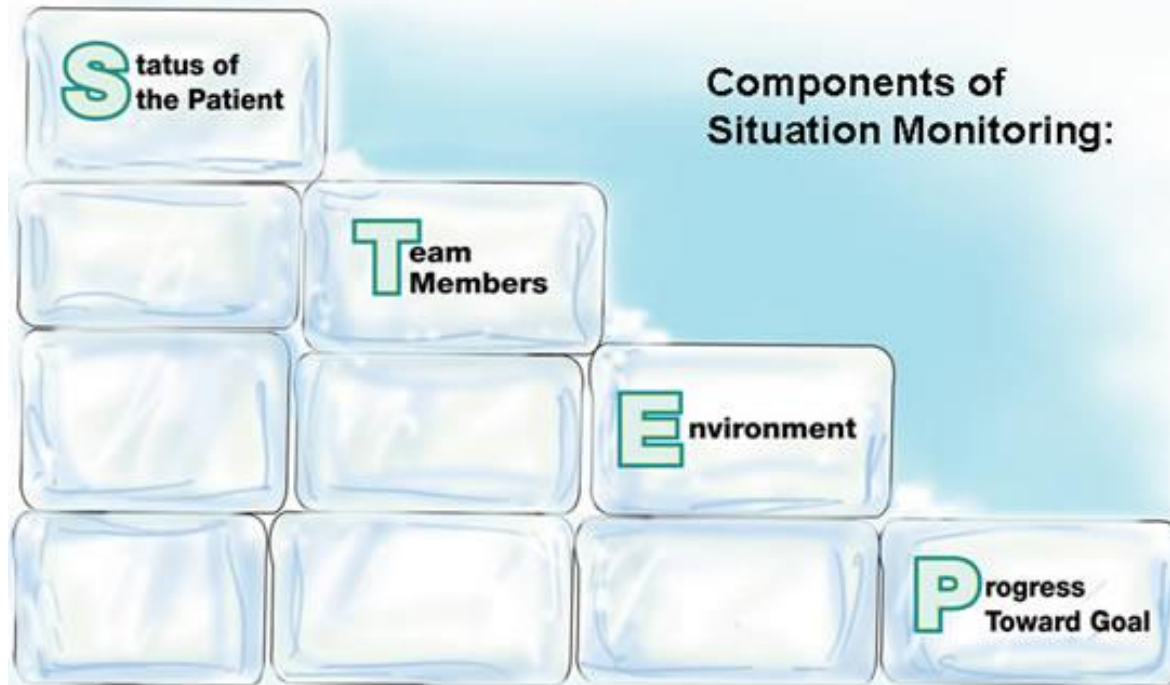 Status of
the Patient
Components of
Situation Monitoring:
Team
Members
Environment
Progress
Toward Goal